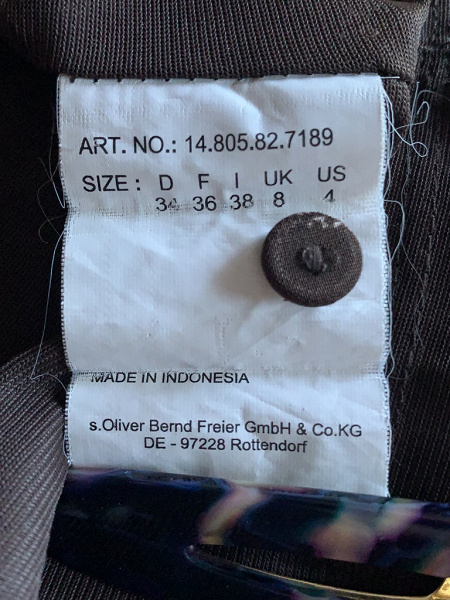 ART. NO.: 14.805.82.7189
SIZE : D F I UK US
34 36 38 8 4
MADE IN INDONESIA
s.Oliver Bernd Freier GmbH & Co.KG
DE - 97228 Rottendorf